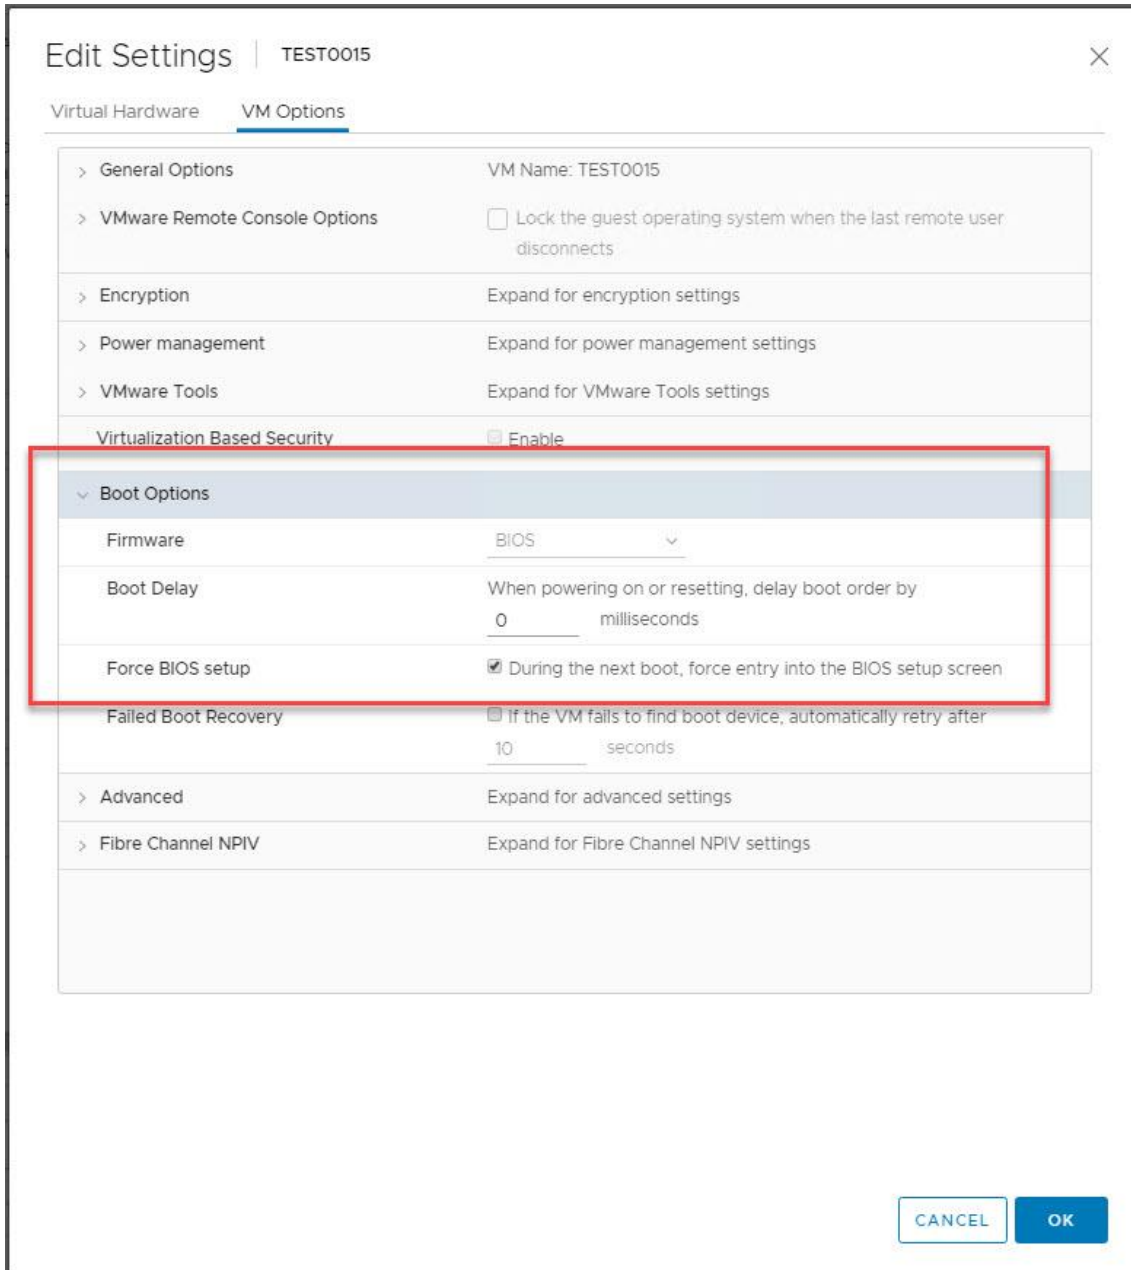 Edit Settings | TEST0015
Virtual Hardware VM Options
General Options VM Name: TEST0015
VMware Remote Console Options Lock the guest operating system when the last remote user
disconnects
Encryption Expand for encryption settings
Power management Expand for power management settings
VMware Tools Expand for VMware Tools settings
Virtualization Based Security Enable
Boot Options
Firmware BIOS
Boot Delay When powering on or resetting, delay boot order by
0 milliseconds
Force BIOS setup During the next boot, force entry into the BIOS setup screen
Failed Boot Recovery If the VM fails to find boot device, automatically retry after
10 seconds
Advanced Expand for advanced settings
Fibre Channel NPIV Expand for Fibre Channel NPIV settings
CANCEL OK